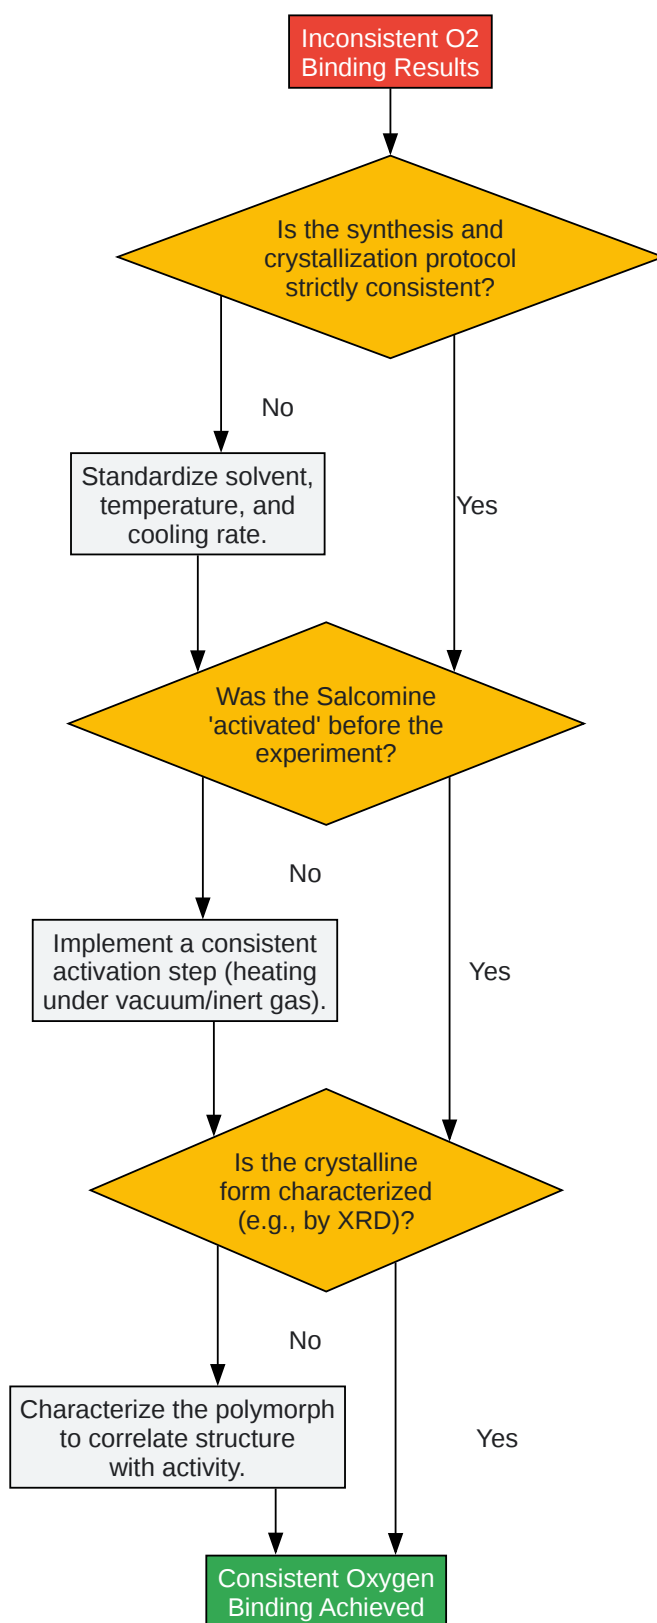 Inconsistent O2
Binding Results
Is the synthesis and
crystallization protocol
strictly consistent?
No
Standardize solvent,
temperature, and
cooling rate.
Yes
Was the Salcomine
'activated' before the
experiment?
No
Implement a consistent
activation step (heating
under vacuum/inert gas).
Yes
Is the crystalline
form characterized
(e.g., by XRD)?
No
Characterize the polymorph
to correlate structure
with activity.
Yes
Consistent Oxygen
Binding Achieved